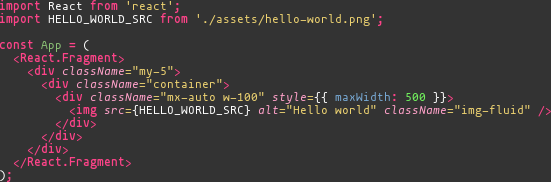 import React from 'react';
import HELLO_WORLD_SRC from './assets/hello-world.png';

const App = (
  <React.Fragment>
    <div className="my-5">
      <div className="container">
        <div className="mx-auto w-100" style={{ maxWidth: 500 }}>
          <img src={HELLO_WORLD_SRC} alt="Hello world" className="img-fluid" />
        </div>
      </div>
    </div>
  </React.Fragment>
);